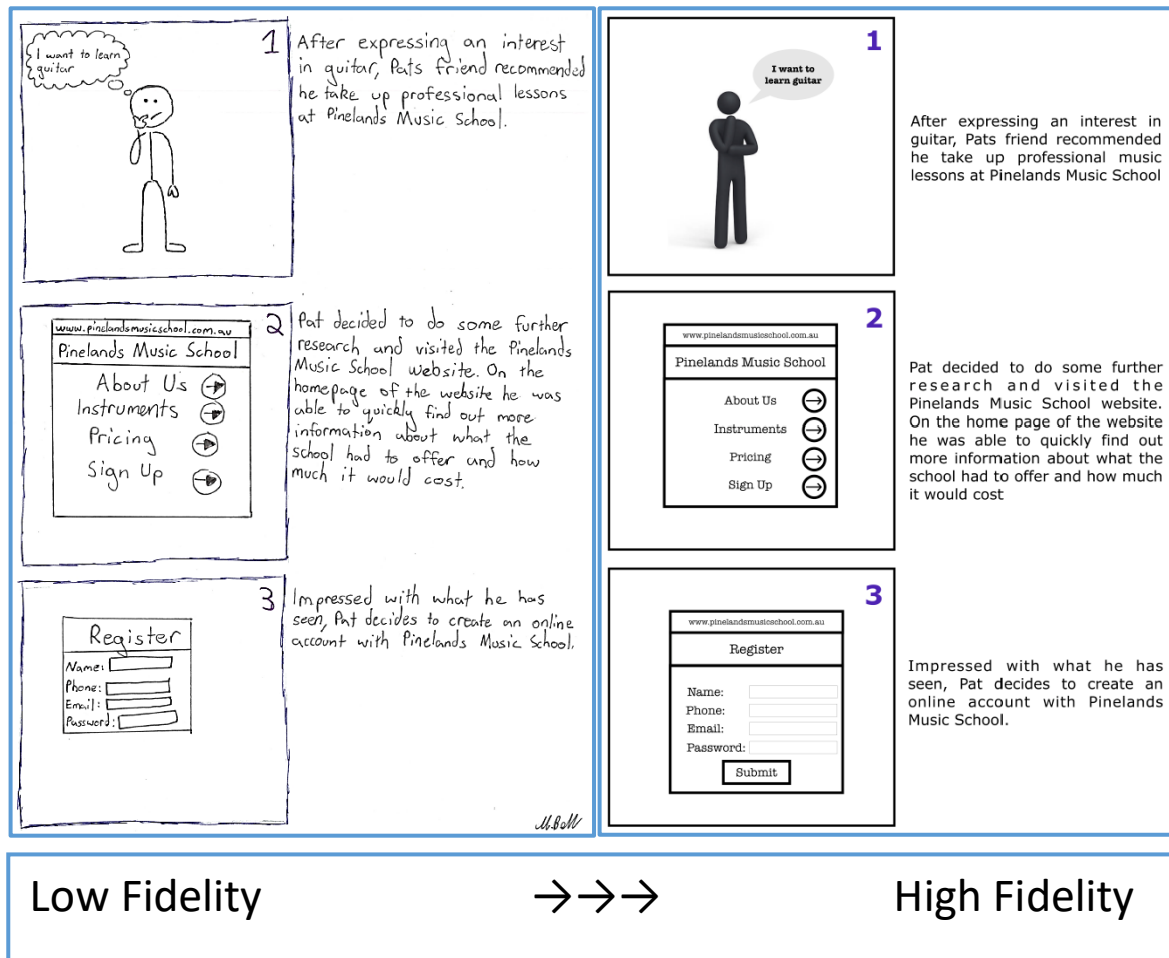 1
I want to learn
guitar
After expressing an interest
in guitar, Pats friend recommended
he take up professional lessons
at Pinelands Music School.
2
www.pinelandsmusicschool.com.au
Pinelands Music School
About Us
Instruments
Pricing
Sign Up
Pat decided to do some further
research and visited the Pinelands
Music School website. On the
homepage of the website he was
able to quickly find out more
information about what the
school had to offer and how
much it would cost.
3
Register
Name:
Phone:
Email:
Password:
Impressed with what he has
seen, Pat decides to create an online
account with Pinelands Music School.
1
I want to
learn guitar
After expressing an interest in
guitar, Pats friend recommended
he take up professional music
lessons at Pinelands Music School
2
www.pinelandsmusicschool.com.au
Pinelands Music School
About Us
Instruments
Pricing
Sign Up
Pat decided to do some further
research and visited the
Pinelands Music School website.
On the home page of the website
he was able to quickly find out
more information about what the
school had to offer and how much
it would cost
3
www.pinelandsmusicschool.com.au
Register
Name:
Phone:
Email:
Password:
Submit
Impressed with what he has
seen, Pat decides to create an
online account with Pinelands
Music School.
Low Fidelity →→→ High Fidelity